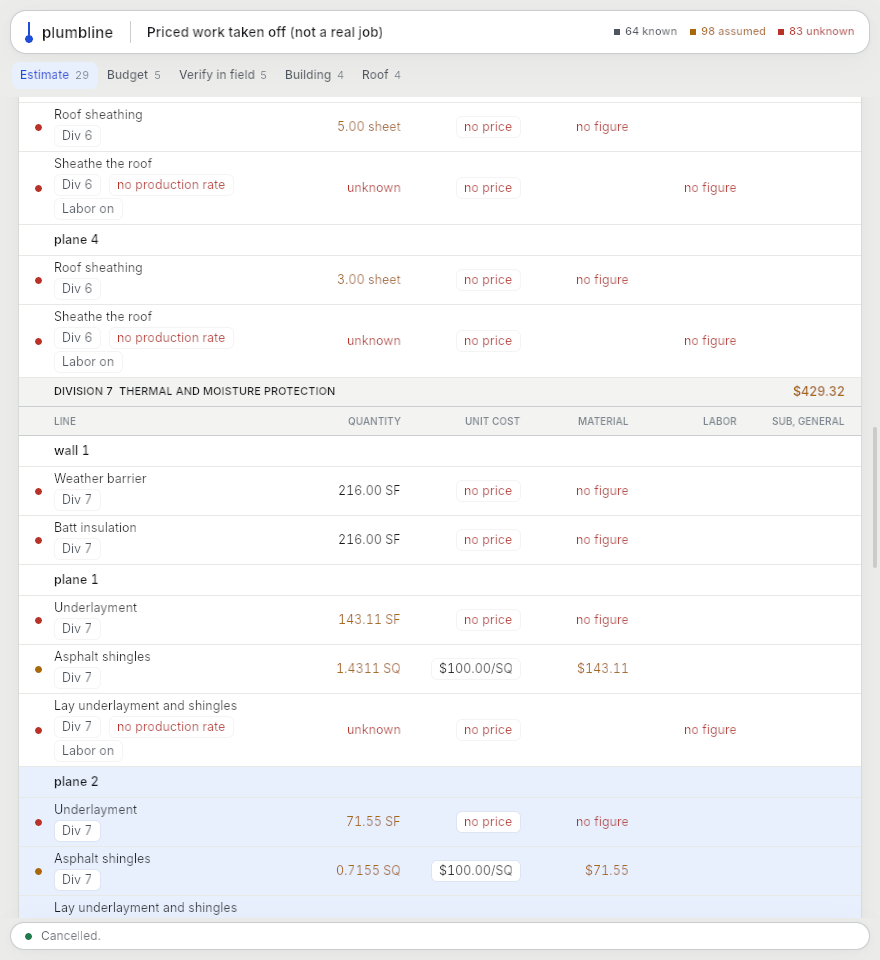 plumbline
Priced work taken off (not a real job)
64 known 98 assumed 83 unknown
Estimate 29 Budget 5 Verify in field 5 Building 4 Roof 4
Roof sheathing
Div 6
5.00 sheet no price no figure
Sheathe the roof
Div 6 no production rate
Labor on
unknown no price no figure
plane 4
Roof sheathing
Div 6
3.00 sheet no price no figure
Sheathe the roof
Div 6 no production rate
Labor on
unknown no price no figure
DIVISION 7 THERMAL AND MOISTURE PROTECTION $429.32
LINE QUANTITY UNIT COST MATERIAL LABOR SUB, GENERAL
wall 1
Weather barrier
Div 7
216.00 SF no price no figure
Batt insulation
Div 7
216.00 SF no price no figure
plane 1
Underlayment
Div 7
143.11 SF no price no figure
Asphalt shingles
Div 7
1.4311 SQ $100.00/SQ $143.11
Lay underlayment and shingles
Div 7 no production rate
Labor on
unknown no price no figure
plane 2
Underlayment
Div 7
71.55 SF no price no figure
Asphalt shingles
Div 7
0.7155 SQ $100.00/SQ $71.55
Lay underlayment and shingles
Cancelled.